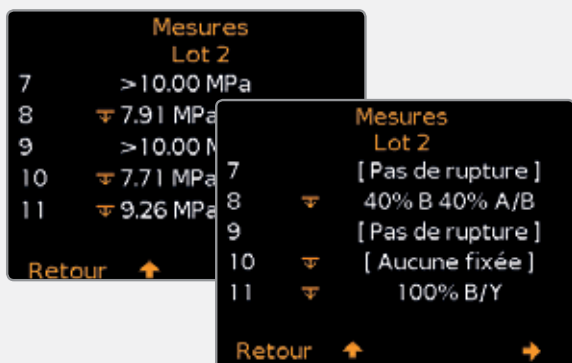 Mesures
Lot 2
7 >10.00 MPa
8 7.91 MPa
9 >10.00
10 7.71 MPa
11 9.26 MPa
Retour
Mesures
Lot 2
7 [ Pas de rupture ]
8 40% B 40% A/B
9 [ Pas de rupture ]
10 [ Aucune fixée ]
11 100% B/Y
Retour